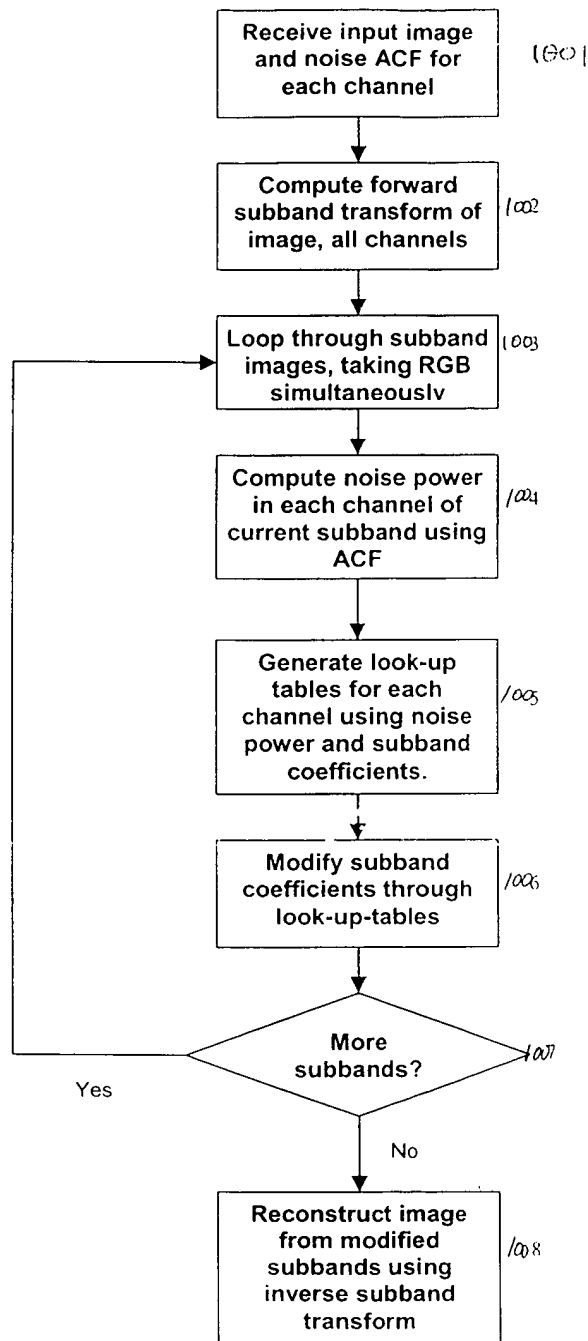 Receive input image
and noise ACF for
each channel
1001
Compute forward
subband transform of
image, all channels
1002
Loop through subband
images, taking RGB
simultaneously
1003
Compute noise power
in each channel of
current subband using
ACF
1004
Generate look-up
tables for each
channel using noise
power and subband
coefficients.
1005
Modify subband
coefficients through
look-up-tables
1006
More
subbands?
1007
Yes
No
Reconstruct image
from modified
subbands using
inverse subband
transform
1008